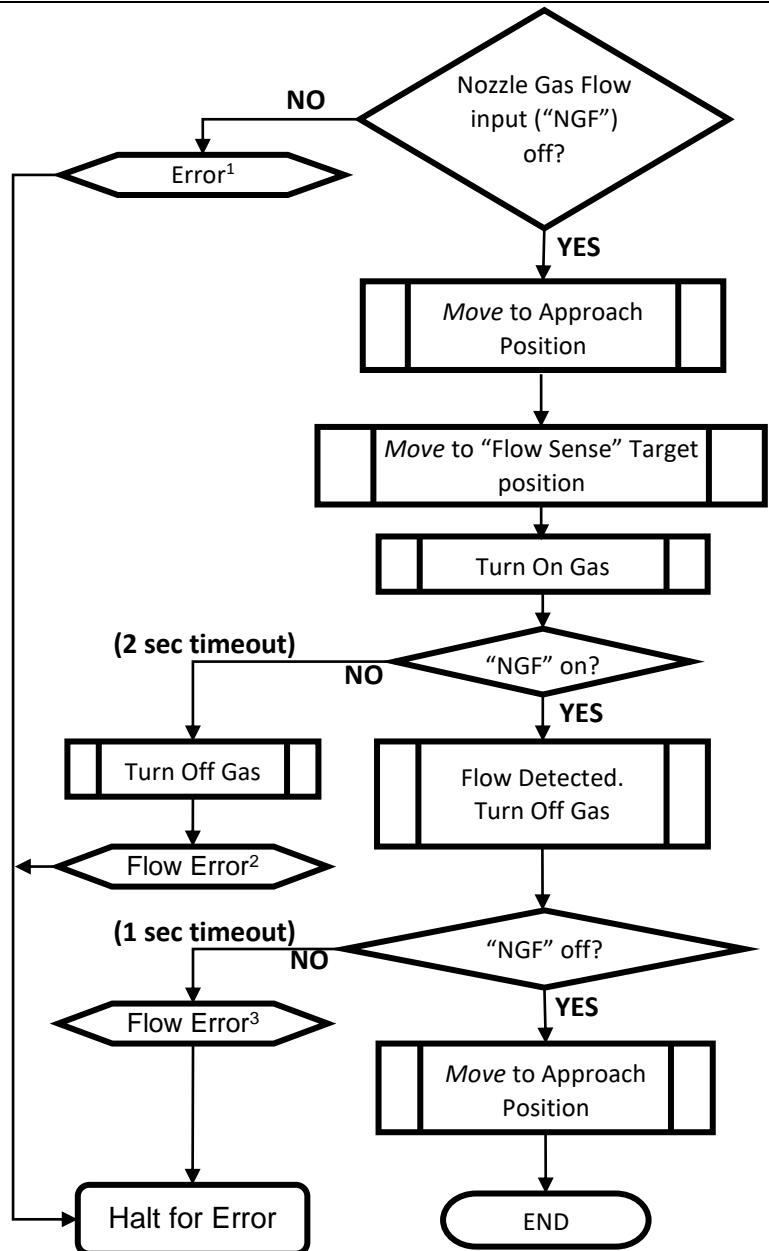 Nozzle Gas Flow
input (“NGF”)
off?
NO
Error¹
YES
Move to Approach
Position
Move to “Flow Sense” Target
position
Turn On Gas
(2 sec timeout)
“NGF” on?
NO
YES
Turn Off Gas
Flow Detected.
Turn Off Gas
Flow Error²
(1 sec timeout)
“NGF” off?
NO
YES
Flow Error³
Move to Approach
Position
Halt for Error
END